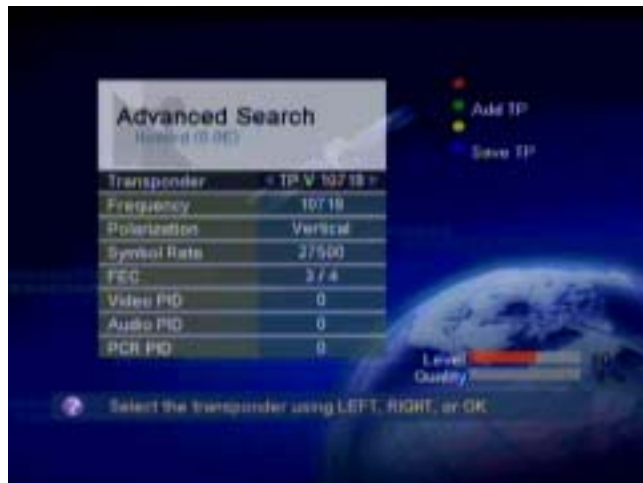 Advanced Search
Add TP
Save TP
Transponder TP V 10719
Frequency 10719
Polarization Vertical
Symbol Rate 27500
FEC 3 / 4
Video PID 0
Audio PID 0
PCR PID 0
Level
Quality
Select the transponder using LEFT, RIGHT, or OK